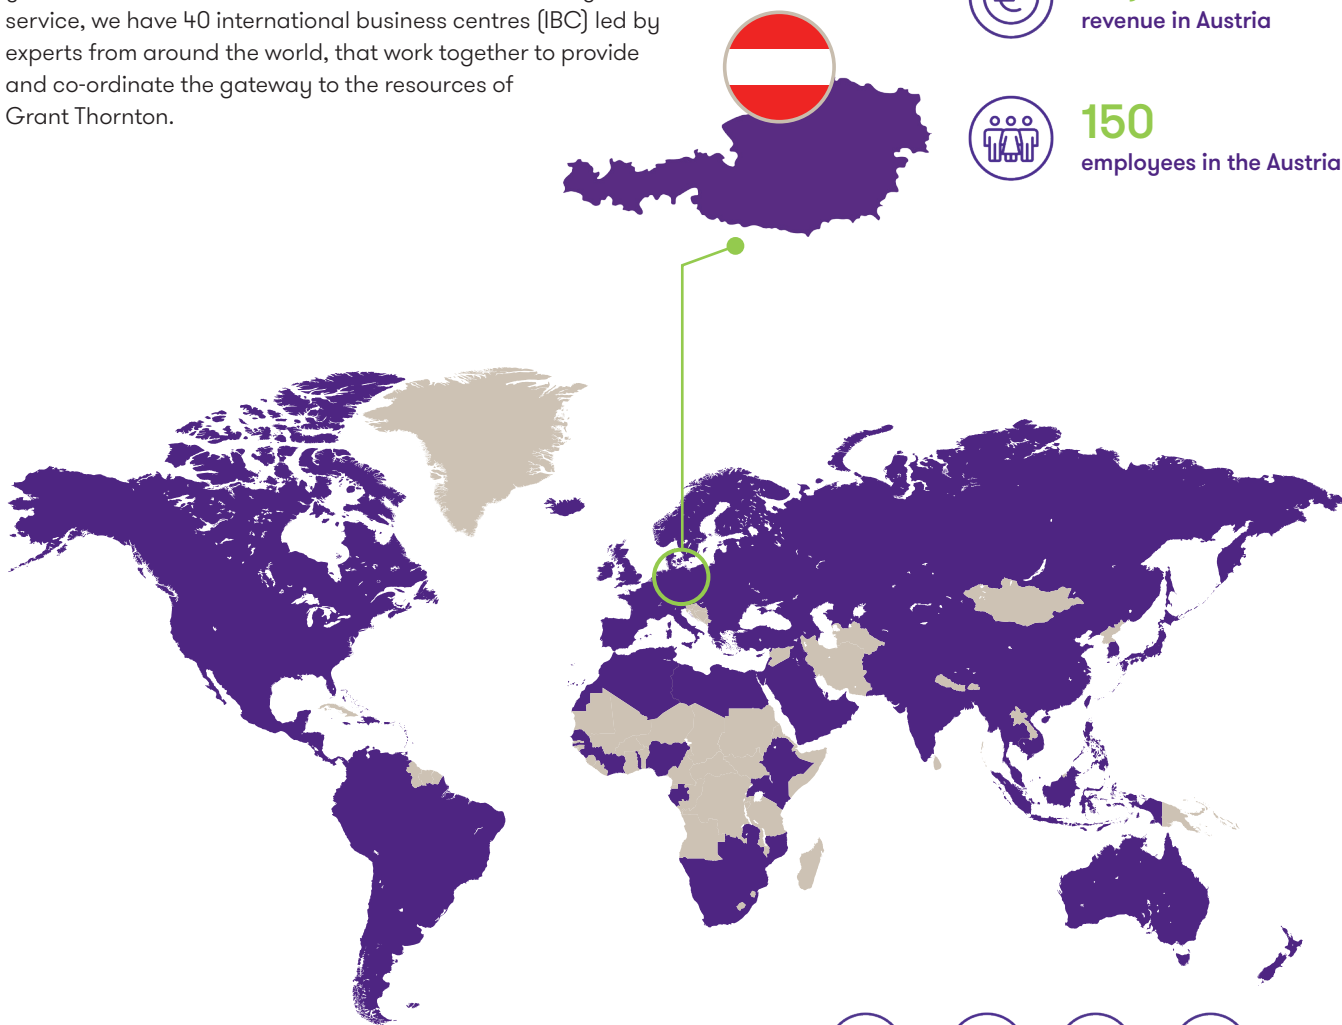 service, we have 40 international business centres (IBC) led by
experts from around the world, that work together to provide
and co-ordinate the gateway to the resources of
Grant Thornton.
revenue in Austria
150
employees in the Austria